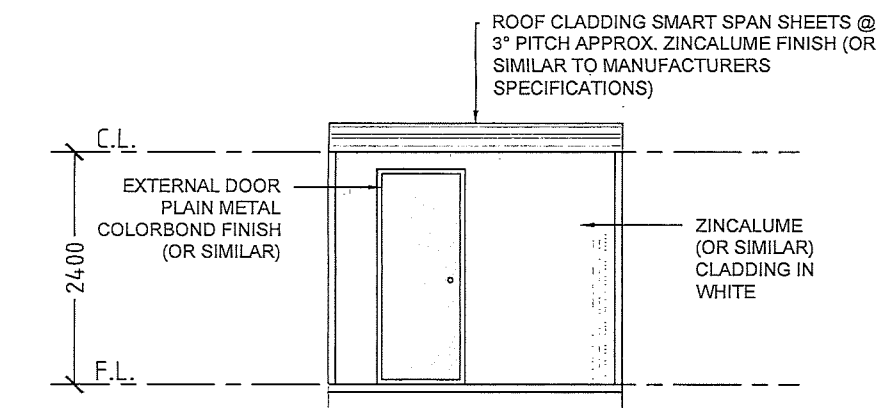 ROOF CLADDING SMART SPAN SHEETS @
3° PITCH APPROX. ZINCALUME FINISH (OR
SIMILAR TO MANUFACTURERS
SPECIFICATIONS)
C.L.
EXTERNAL DOOR
PLAIN METAL
COLORBOND FINISH
(OR SIMILAR)
ZINCALUME
(OR SIMILAR)
CLADDING IN
WHITE
2400
F.L.